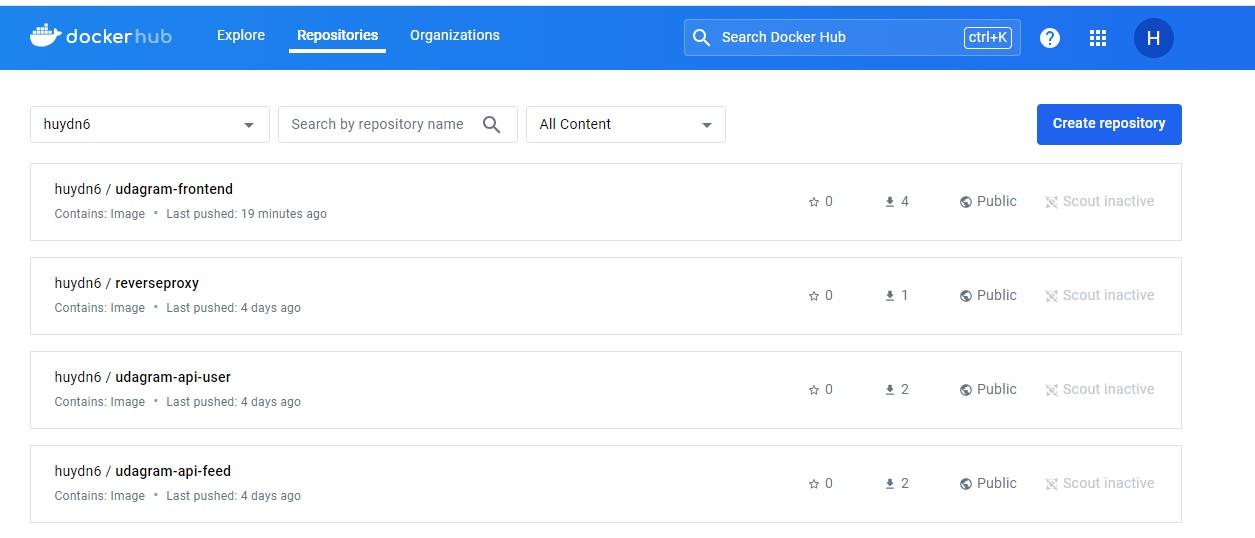 dockerhub Explore Repositories Organizations Search Docker Hub ctrl+K ? H
huydn6 Search by repository name All Content Create repository
huydn6 / udagram-frontend
Contains: Image • Last pushed: 19 minutes ago
0 4 Public Scout inactive
huydn6 / reverseproxy
Contains: Image • Last pushed: 4 days ago
0 1 Public Scout inactive
huydn6 / udagram-api-user
Contains: Image • Last pushed: 4 days ago
0 2 Public Scout inactive
huydn6 / udagram-api-feed
Contains: Image • Last pushed: 4 days ago
0 2 Public Scout inactive